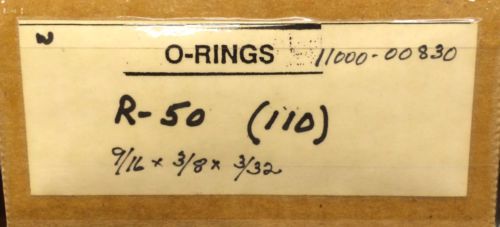 N
O-RINGS 11000-00830
R-50 (110)
9/16 x 3/8 x 3/32